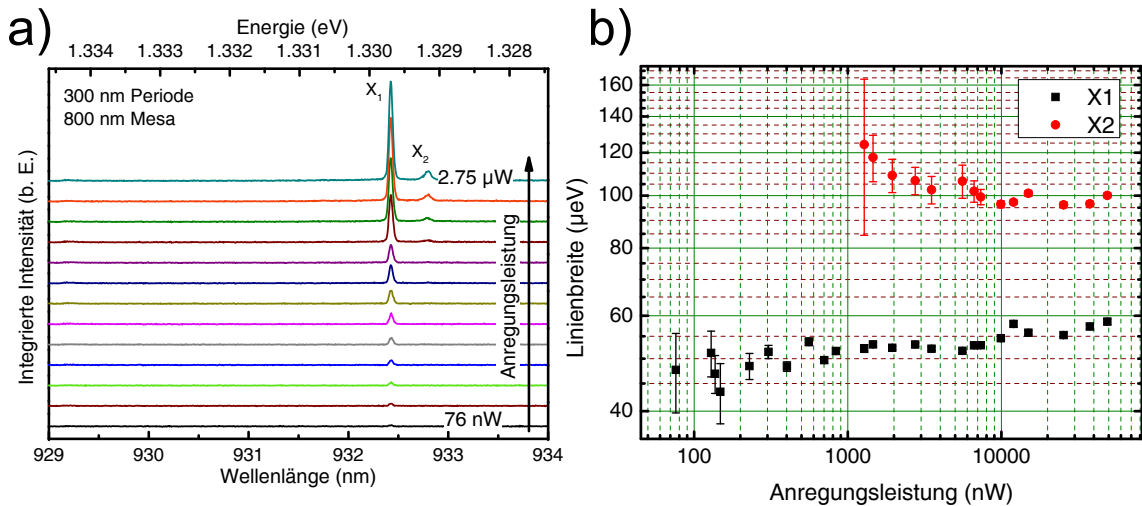 a)
Energie (eV)
1.334 1.333 1.332 1.331 1.330 1.329 1.328
300 nm Periode
800 nm Mesa
X1
X2
2.75 µW
76 nW
Anregungsleistung
Integrierte Intensität (b. E.)
929 930 931 932 933 934
Wellenlänge (nm)
b)
X1
X2
160
140
120
100
80
60
40
Linienbreite (µeV)
100 1000 10000
Anregungsleistung (nW)